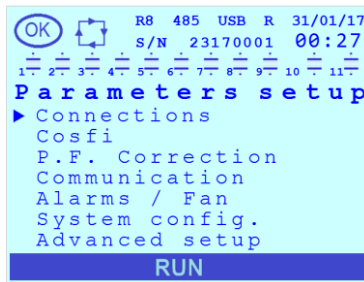 OK R8 485 USB R 31/01/17
S/N 23170001 00:27
1 2 3 4 5 6 7 8 9 10 11
Parameters setup
Connections
Cosfi
P.F. Correction
Communication
Alarms / Fan
System config.
Advanced setup
RUN